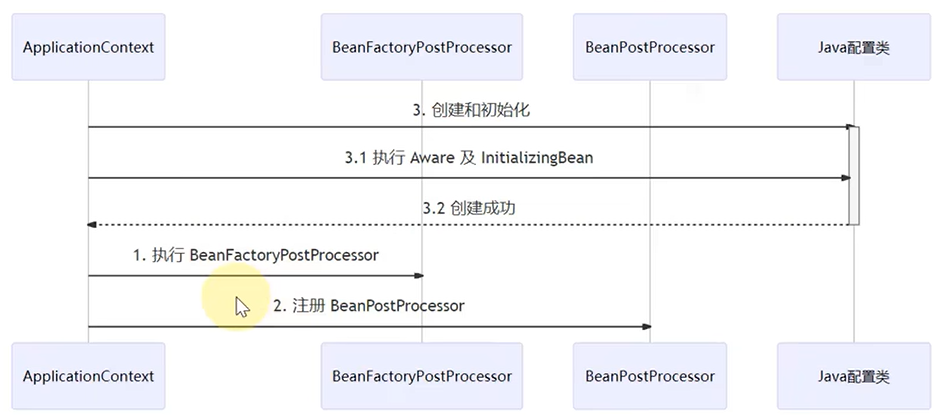 ApplicationContext
BeanFactoryPostProcessor
BeanPostProcessor
Java配置类
3. 创建和初始化
3.1 执行 Aware 及 InitializingBean
3.2 创建成功
1. 执行 BeanFactoryPostProcessor
2. 注册 BeanPostProcessor
ApplicationContext
BeanFactoryPostProcessor
BeanPostProcessor
Java配置类